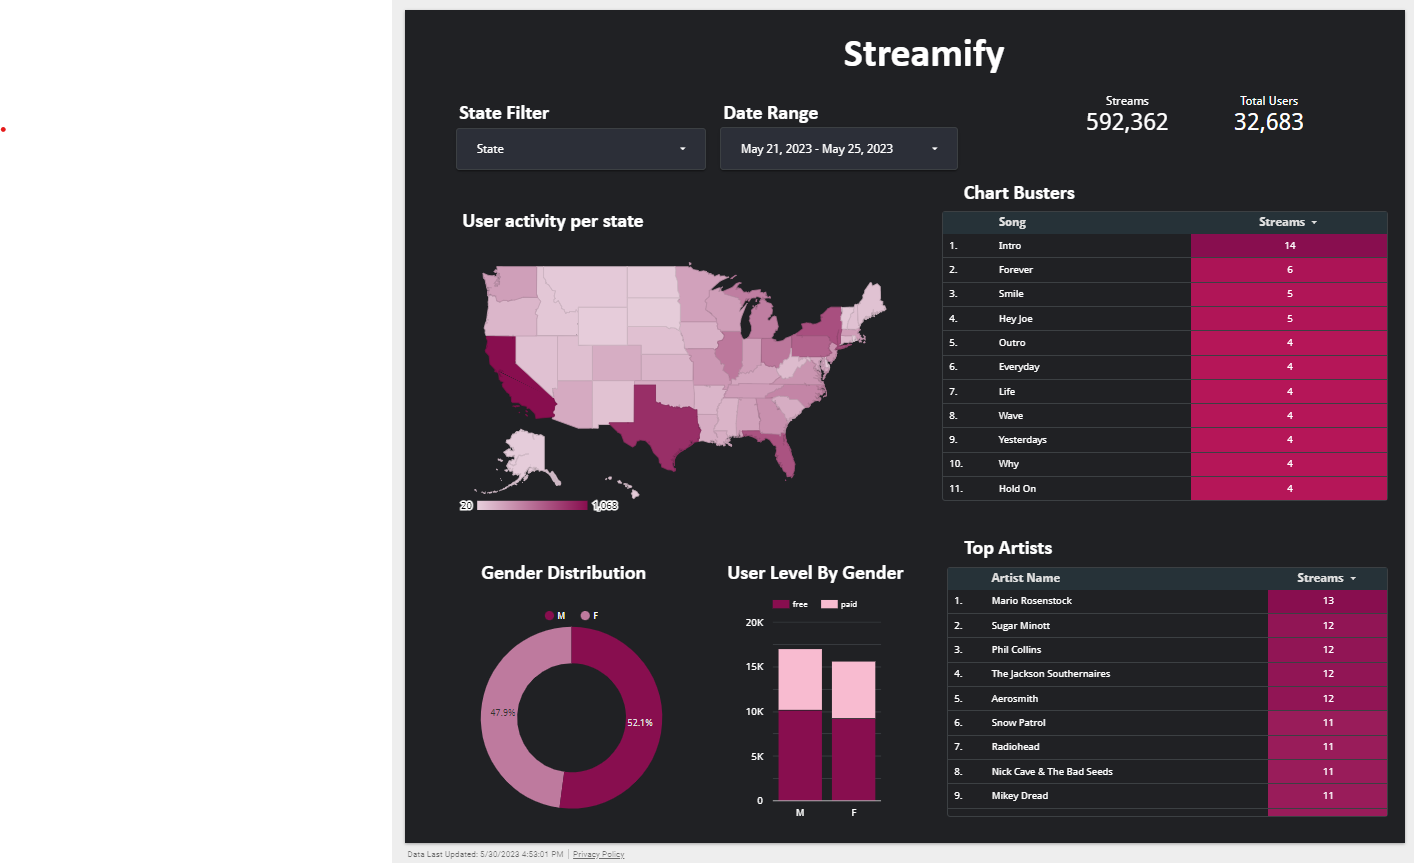 Streamify
State Filter
State
Date Range
May 21, 2023 - May 25, 2023
Streams
592,362
Total Users
32,683
User activity per state
20
1,068
Chart Busters
Song Streams
1. Intro 14
2. Forever 6
3. Smile 5
4. Hey Joe 5
5. Outro 4
6. Everyday 4
7. Life 4
8. Wave 4
9. Yesterdays 4
10. Why 4
11. Hold On 4
Gender Distribution
M F
47.9%
52.1%
User Level By Gender
free paid
20K
15K
10K
5K
0
M F
Top Artists
Artist Name Streams
1. Mario Rosenstock 13
2. Sugar Minott 12
3. Phil Collins 12
4. The Jackson Southernaires 12
5. Aerosmith 12
6. Snow Patrol 11
7. Radiohead 11
8. Nick Cave & The Bad Seeds 11
9. Mikey Dread 11
Data Last Updated: 5/30/2023 4:53:01 PM | Privacy Policy